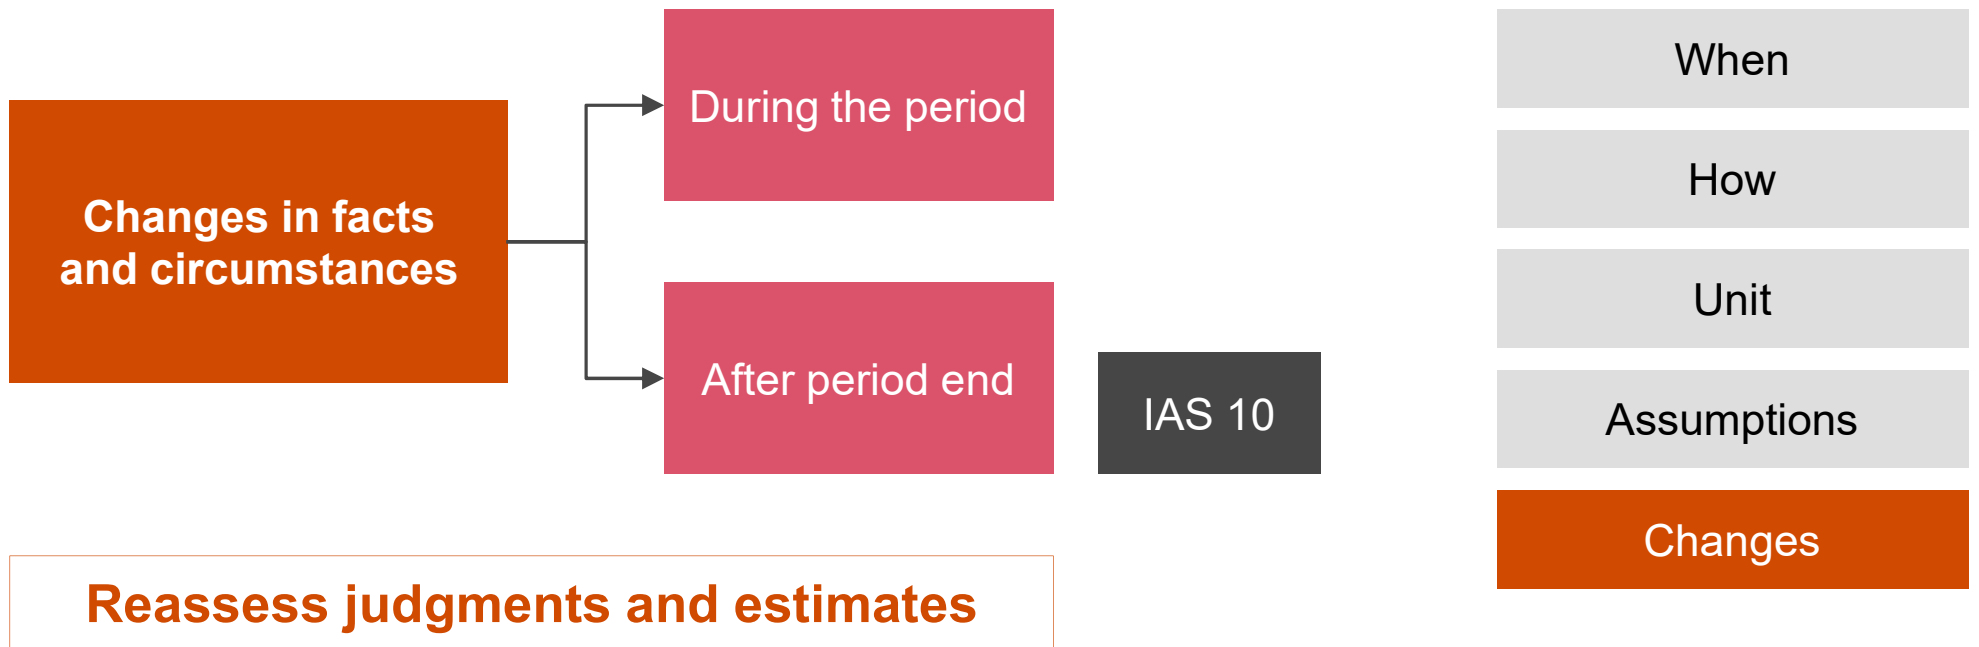 Changes in facts
and circumstances
During the period
After period end
IAS 10
Reassess judgments and estimates
When
How
Unit
Assumptions
Changes